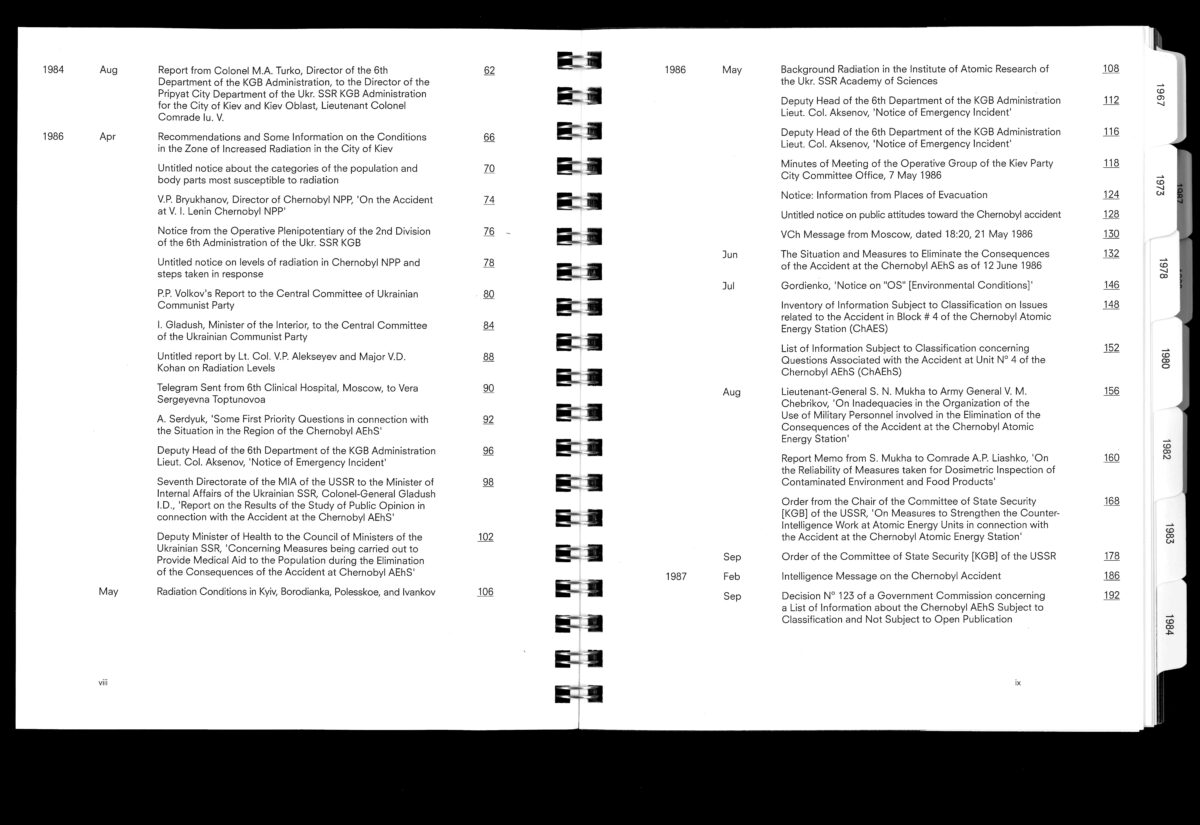 1984 Aug Report from Colonel M.A. Turko, Director of the 6th 62
Department of the KGB Administration, to the Director of the
Pripyat City Department of the Ukr. SSR KGB Administration
for the City of Kiev and Kiev Oblast, Lieutenant Colonel
Comrade Iu. V.
1986 Apr Recommendations and Some Information on the Conditions 66
in the Zone of Increased Radiation in the City of Kiev
Untitled notice about the categories of the population and 70
body parts most susceptible to radiation
V.P. Bryukhanov, Director of Chernobyl NPP, 'On the Accident 74
at V. I. Lenin Chernobyl NPP'
Notice from the Operative Plenipotentiary of the 2nd Division 76
of the 6th Administration of the Ukr. SSR KGB
Untitled notice on levels of radiation in Chernobyl NPP and 78
steps taken in response
P.P. Volkov's Report to the Central Committee of Ukrainian 80
Communist Party
I. Gladush, Minister of the Interior, to the Central Committee 84
of the Ukrainian Communist Party
Untitled report by Lt. Col. V.P. Alekseyev and Major V.D. 88
Kohan on Radiation Levels
Telegram Sent from 6th Clinical Hospital, Moscow, to Vera 90
Sergeyevna Toptunovoa
A. Serdyuk, 'Some First Priority Questions in connection with 92
the Situation in the Region of the Chernobyl AEhS'
Deputy Head of the 6th Department of the KGB Administration 96
Lieut. Col. Aksenov, 'Notice of Emergency Incident'
Seventh Directorate of the MIA of the USSR to the Minister of 98
Internal Affairs of the Ukrainian SSR, Colonel-General Gladush
I.D., 'Report on the Results of the Study of Public Opinion in
connection with the Accident at the Chernobyl AEhS'
Deputy Minister of Health to the Council of Ministers of the 102
Ukrainian SSR, 'Concerning Measures being carried out to
Provide Medical Aid to the Population during the Elimination
of the Consequences of the Accident at Chernobyl AEhS'
May Radiation Conditions in Kyiv, Borodianka, Polesskoe, and Ivankov 106
viii
1986 May Background Radiation in the Institute of Atomic Research of 108
the Ukr. SSR Academy of Sciences
Deputy Head of the 6th Department of the KGB Administration 112
Lieut. Col. Aksenov, 'Notice of Emergency Incident'
Deputy Head of the 6th Department of the KGB Administration 116
Lieut. Col. Aksenov, 'Notice of Emergency Incident'
Minutes of Meeting of the Operative Group of the Kiev Party 118
City Committee Office, 7 May 1986
Notice: Information from Places of Evacuation 124
Untitled notice on public attitudes toward the Chernobyl accident 128
VCh Message from Moscow, dated 18:20, 21 May 1986 130
Jun The Situation and Measures to Eliminate the Consequences 132
of the Accident at the Chernobyl AEhS as of 12 June 1986
Jul Gordienko, 'Notice on "OS" [Environmental Conditions]' 146
Inventory of Information Subject to Classification on Issues 148
related to the Accident in Block # 4 of the Chernobyl Atomic
Energy Station (ChAES)
List of Information Subject to Classification concerning 152
Questions Associated with the Accident at Unit Nº 4 of the
Chernobyl AEhS (ChAEhS)
Aug Lieutenant-General S. N. Mukha to Army General V. M. 156
Chebrikov, 'On Inadequacies in the Organization of the
Use of Military Personnel involved in the Elimination of the
Consequences of the Accident at the Chernobyl Atomic
Energy Station'
Report Memo from S. Mukha to Comrade A.P. Liashko, 'On 160
the Reliability of Measures taken for Dosimetric Inspection of
Contaminated Environment and Food Products'
Order from the Chair of the Committee of State Security 168
[KGB] of the USSR, 'On Measures to Strengthen the Counter-
Intelligence Work at Atomic Energy Units in connection with
the Accident at the Chernobyl Atomic Energy Station'
Sep Order of the Committee of State Security [KGB] of the USSR 178
1987 Feb Intelligence Message on the Chernobyl Accident 186
Sep Decision Nº 123 of a Government Commission concerning 192
a List of Information about the Chernobyl AEhS Subject to
Classification and Not Subject to Open Publication
ix
1967
1973
1987
1978
1980
1982
1983
1984